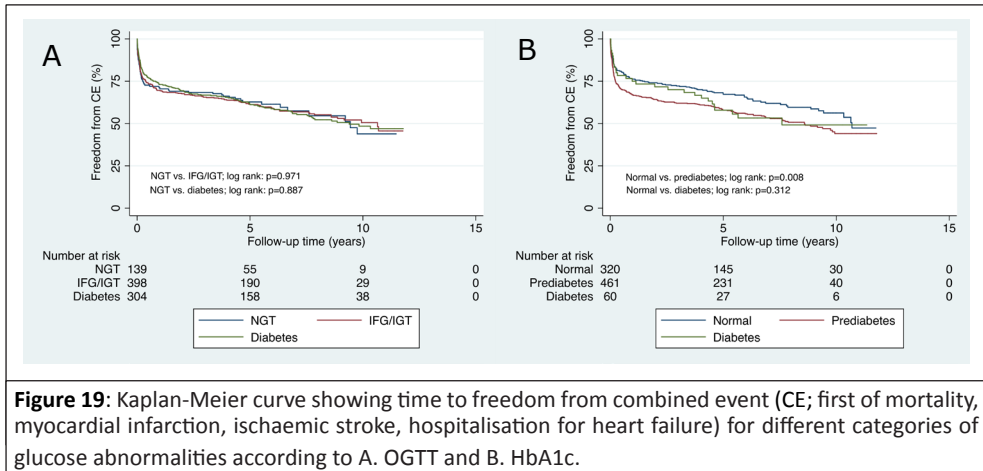 A
B
Freedom from CE (%)
100
75
50
25
0
NGT vs. IFG/IGT; log rank: p=0.971
NGT vs. diabetes; log rank: p=0.887
0 5 10 15
Follow-up time (years)
Number at risk
NGT 139 55 9 0
IFG/IGT 398 190 29 0
Diabetes 304 158 38 0
NGT IFG/IGT
Diabetes
Freedom from CE (%)
100
75
50
25
0
Normal vs. prediabetes; log rank: p=0.008
Normal vs. diabetes; log rank: p=0.312
0 5 10 15
Follow-up time (years)
Number at risk
Normal 320 145 30 0
Prediabetes 461 231 40 0
Diabetes 60 27 6 0
Normal Prediabetes
Diabetes
Figure 19: Kaplan-Meier curve showing time to freedom from combined event (CE; first of mortality,
myocardial infarction, ischaemic stroke, hospitalisation for heart failure) for different categories of
glucose abnormalities according to A. OGTT and B. HbA1c.